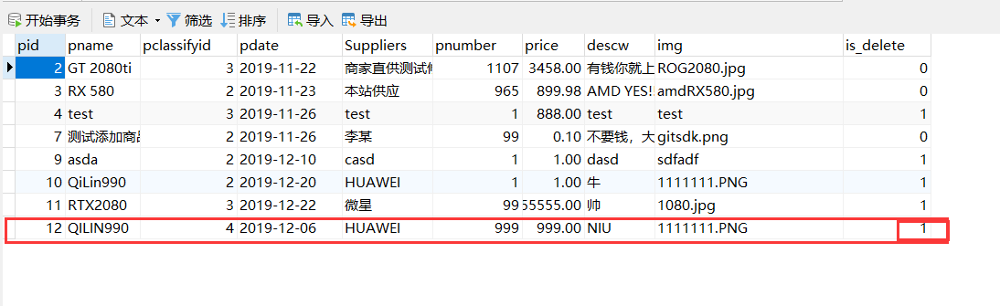 开始事务 文本 筛选 排序 导入 导出
pid pname pclassifyid pdate Suppliers pnumber price descw img is_delete
2 GT 2080ti 3 2019-11-22 商家直供测试 1107 3458.00 有钱你就上 ROG2080.jpg 0
3 RX 580 2 2019-11-23 本站供应 965 899.98 AMD YES!! amdRX580.jpg 0
4 test 3 2019-11-26 test 1 888.00 test test 1
7 测试添加商品 2 2019-11-26 李某 99 0.10 不要钱，大 gitsdk.png 0
9 asda 2 2019-12-10 casd 1 1.00 dasd sdfadf 1
10 QiLin990 2 2019-12-20 HUAWEI 1 1.00 牛 1111111.PNG 1
11 RTX2080 3 2019-12-22 微星 99 55555.00 帅 1080.jpg 1
12 QILIN990 4 2019-12-06 HUAWEI 999 999.00 NIU 1111111.PNG 1